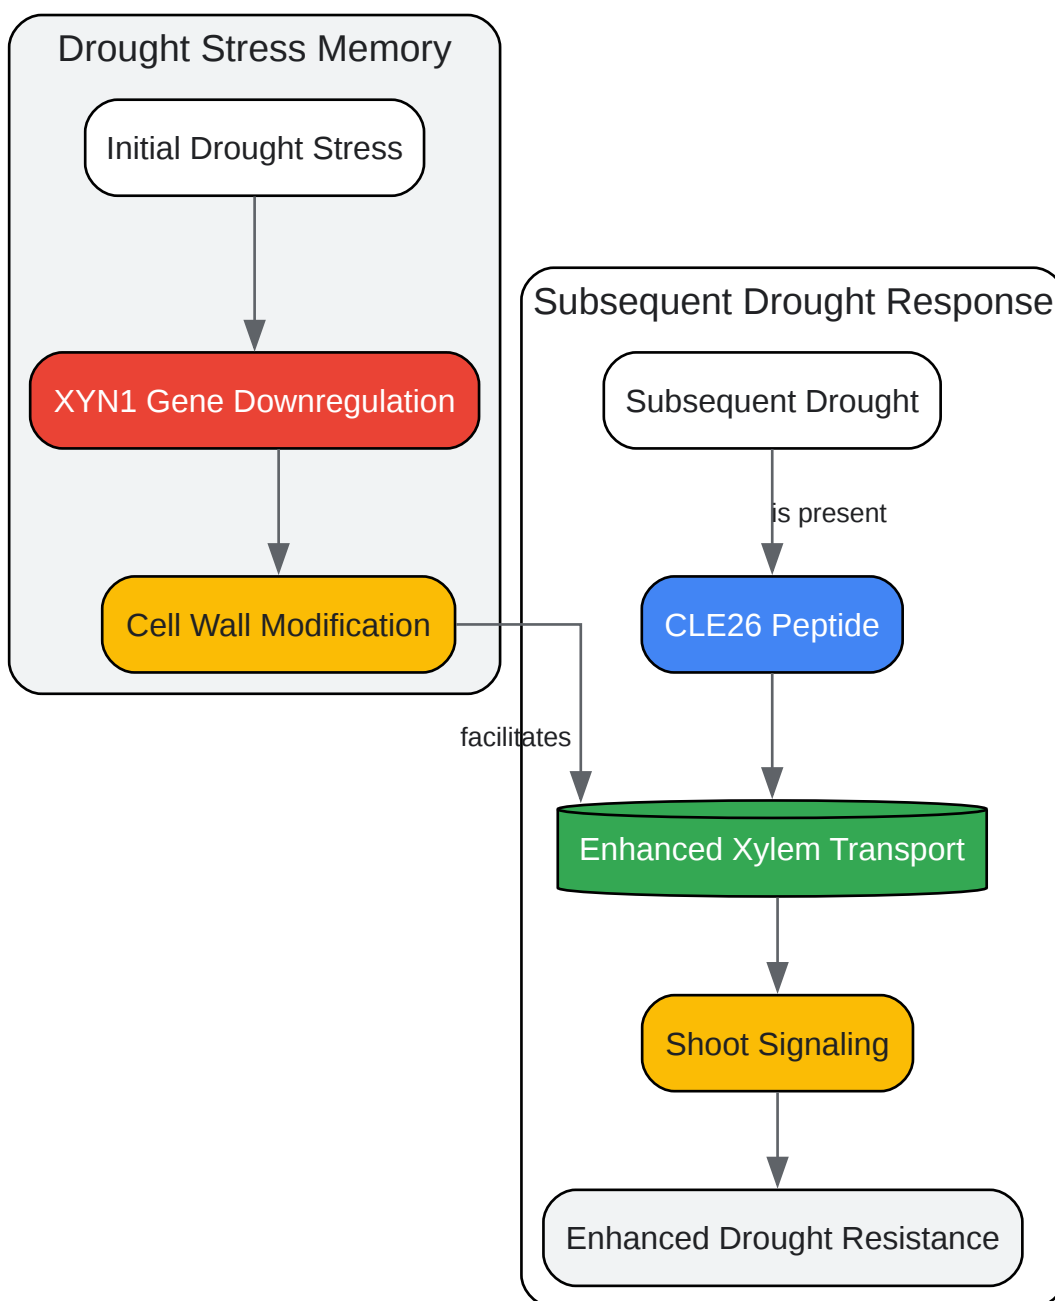 Drought Stress Memory
Initial Drought Stress
XYN1 Gene Downregulation
Cell Wall Modification
facilitates
Subsequent Drought Response
Subsequent Drought
is present
CLE26 Peptide
Enhanced Xylem Transport
Shoot Signaling
Enhanced Drought Resistance